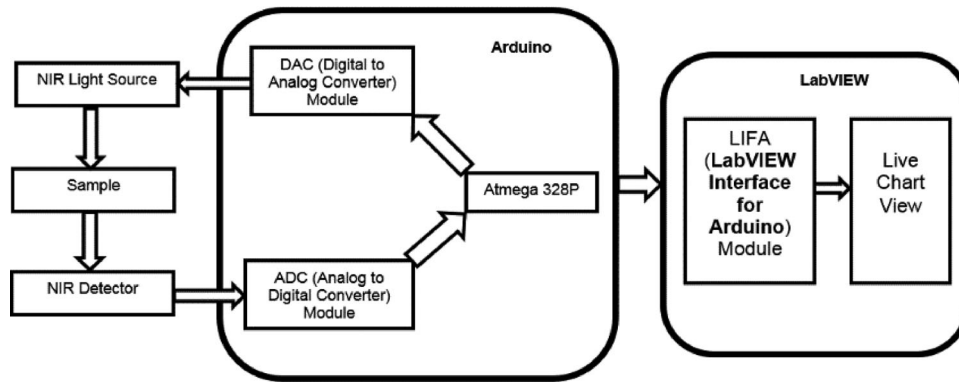 Arduino
DAC (Digital to
Analog Converter)
Module
NIR Light Source
Sample
NIR Detector
ADC (Analog to
Digital Converter)
Module
Atmega 328P
LabVIEW
LIFA
(LabVIEW
Interface
for
Arduino)
Module
Live
Chart
View